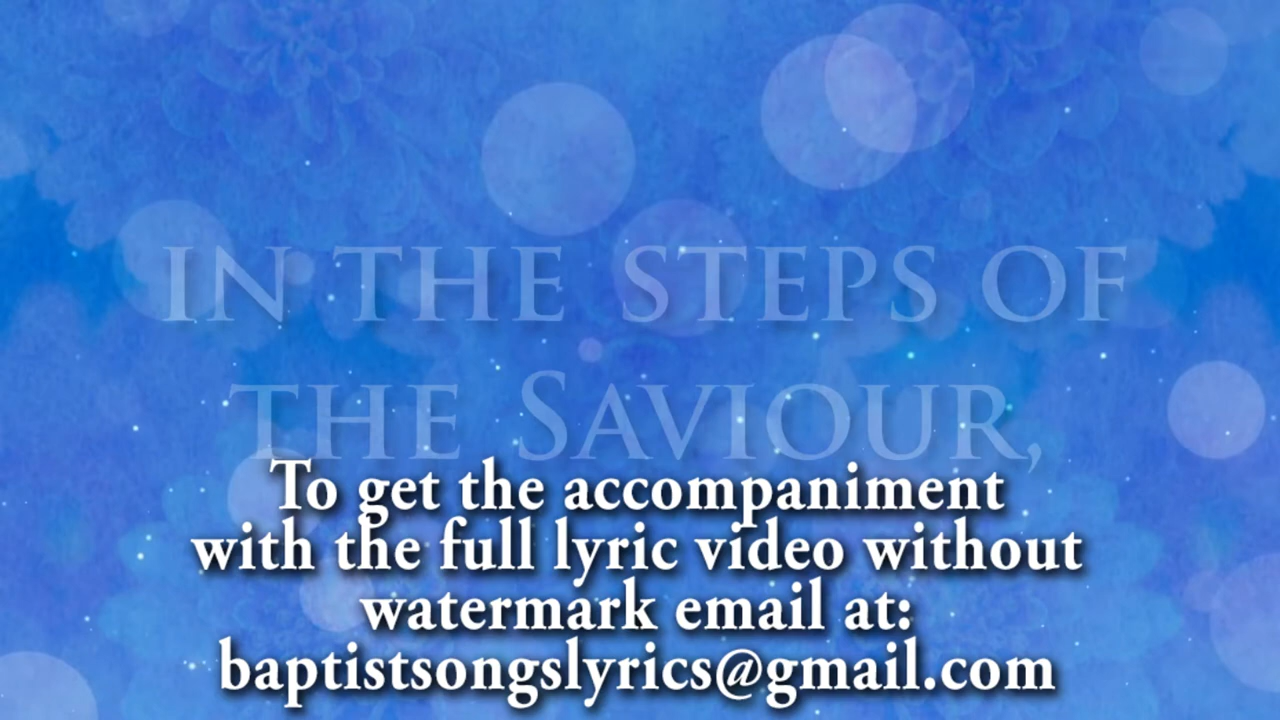 IN THE STEPS OF
THE SAVIOUR,
To get the accompaniment
with the full lyric video without
watermark email at:
baptistsongslyrics@gmail.com